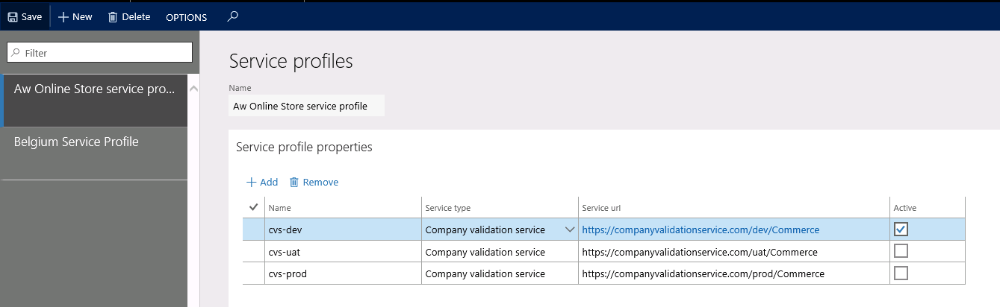 Save New Delete OPTIONS
Filter
Aw Online Store service pro...
Belgium Service Profile
Service profiles
Name
Aw Online Store service profile
Service profile properties
Add Remove
Name Service type Service url Active
cvs-dev Company validation service https://companyvalidationservice.com/dev/Commerce
cvs-uat Company validation service https://companyvalidationservice.com/uat/Commerce
cvs-prod Company validation service https://companyvalidationservice.com/prod/Commerce